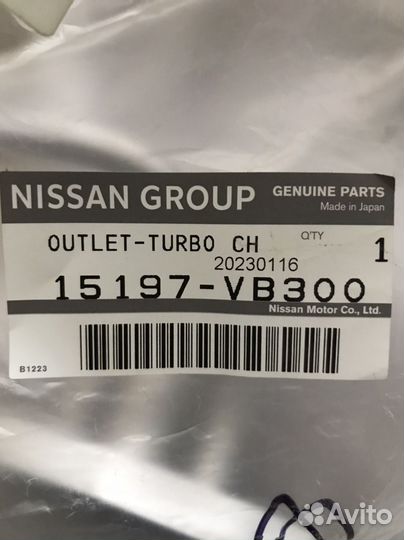 NISSAN GROUP
GENUINE PARTS
Made in Japan
OUTLET-TURBO CH
Q'TY
1
20230116
15197-VB300
Nissan Motor Co., Ltd.
B1223
Avito